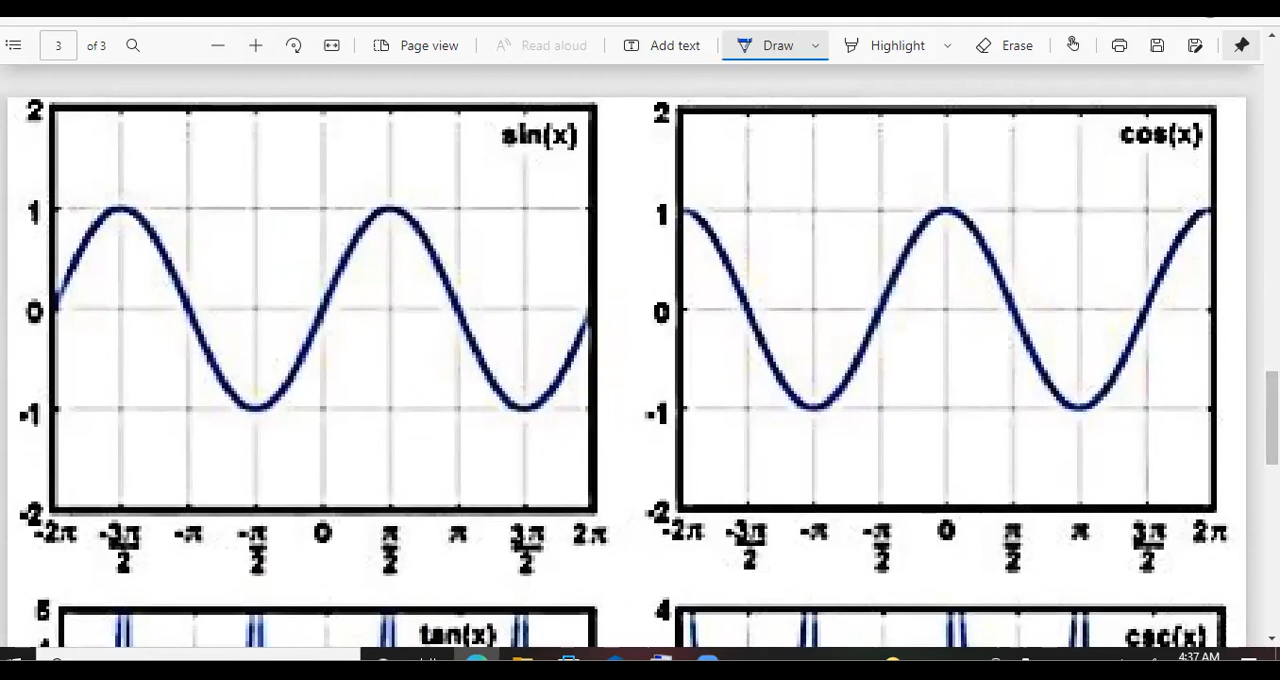 3 of 3 Page view Read aloud Add text Draw Highlight Erase
2
sin(x)
1
0
-1
-2
-2π -3π/2 -π -π/2 0 π/2 π 3π/2 2π
2
cos(x)
1
0
-1
-2
-2π -3π/2 -π -π/2 0 π/2 π 3π/2 2π
5
tan(x)
4
csc(x)
4:37 AM